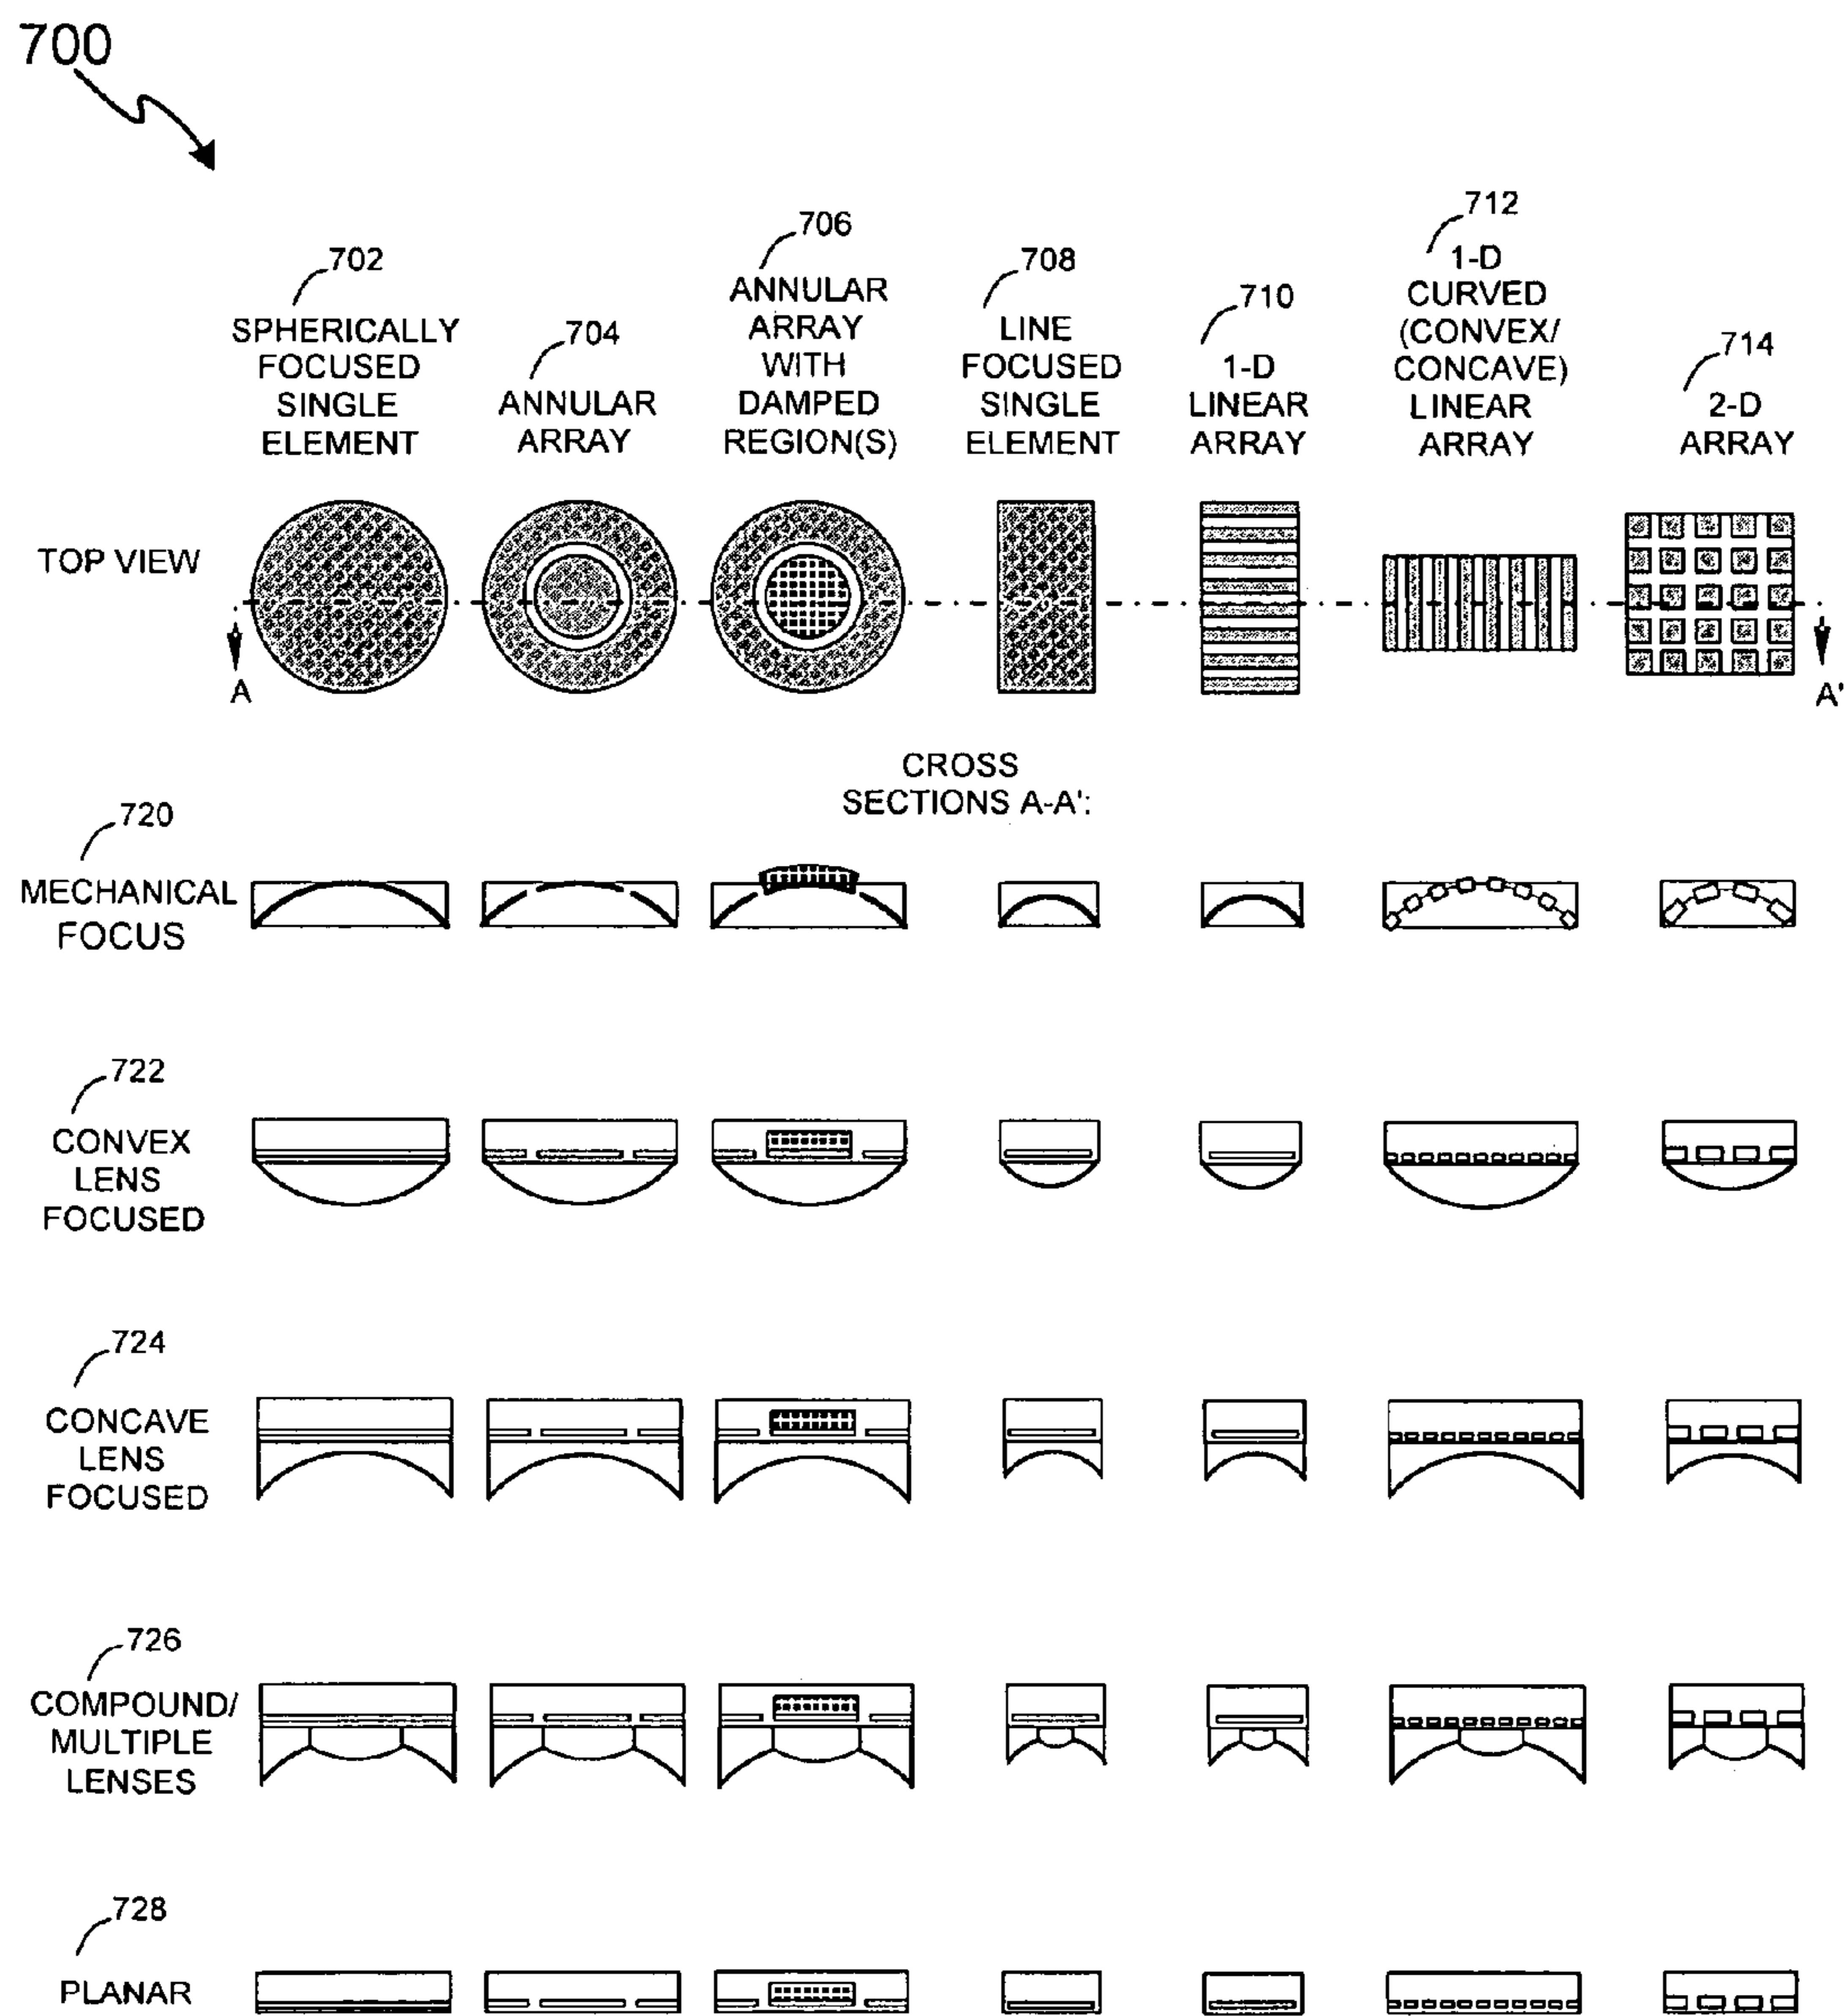 700
702
SPHERICALLY
FOCUSED
SINGLE
ELEMENT
704
ANNULAR
ARRAY
706
ANNULAR
ARRAY
WITH
DAMPED
REGION(S)
708
LINE
FOCUSED
SINGLE
ELEMENT
710
1-D
LINEAR
ARRAY
712
1-D
CURVED
(CONVEX/
CONCAVE)
LINEAR
ARRAY
714
2-D
ARRAY
TOP VIEW
A
A'
CROSS
SECTIONS A-A':
720
MECHANICAL
FOCUS
722
CONVEX
LENS
FOCUSED
724
CONCAVE
LENS
FOCUSED
726
COMPOUND/
MULTIPLE
LENSES
728
PLANAR